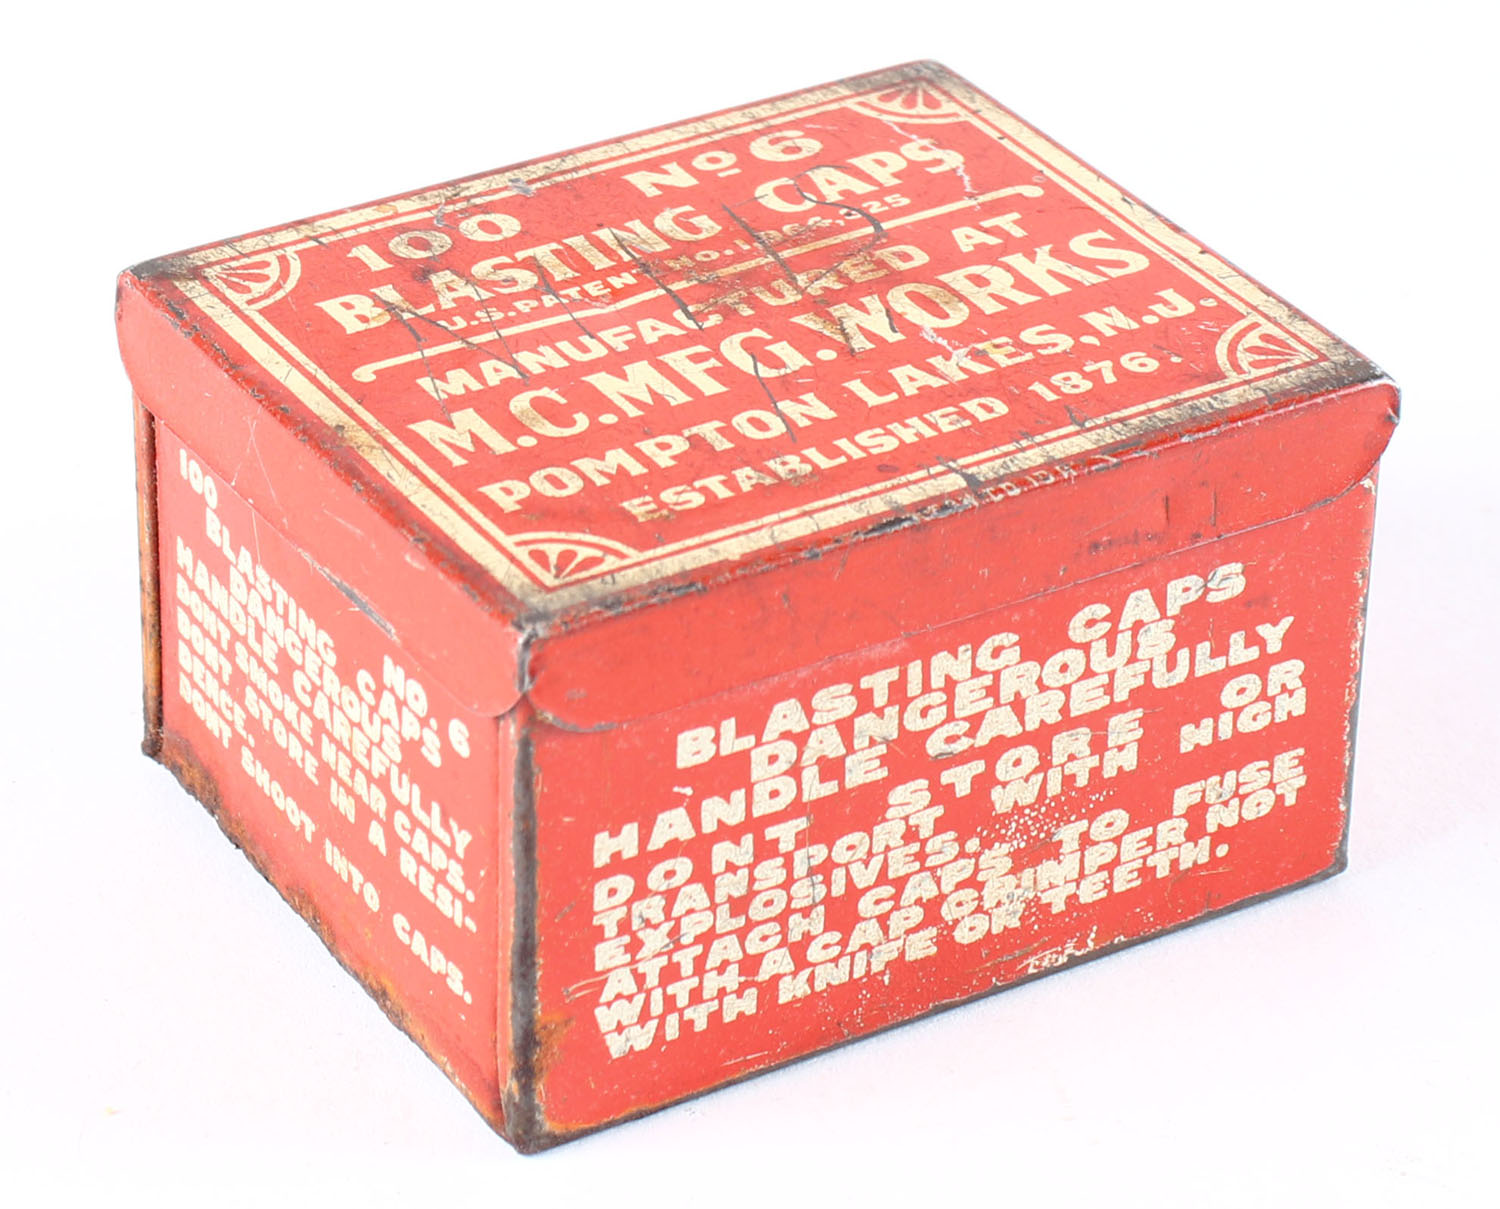 100 No 6
BLASTING CAPS
U.S. PATENT NO.
MANUFACTURED AT
M.C. MFG. WORKS
POMPTON LAKES, N.J.
ESTABLISHED 1876.
100 NO. 6
BLASTING CAPS
DANGEROUS
HANDLE CAREFULLY
DONT SMOKE NEAR CAPS.
DONT STORE IN A RESI-
DENCE.
DONT SHOOT INTO CAPS.
BLASTING CAPS
DANGEROUS
HANDLE CAREFULLY
DONT STORE OR
TRANSPORT WITH HIGH
EXPLOSIVES.
ATTACH CAPS TO FUSE
WITH A CAP CRIMPER NOT
WITH KNIFE OR TEETH.